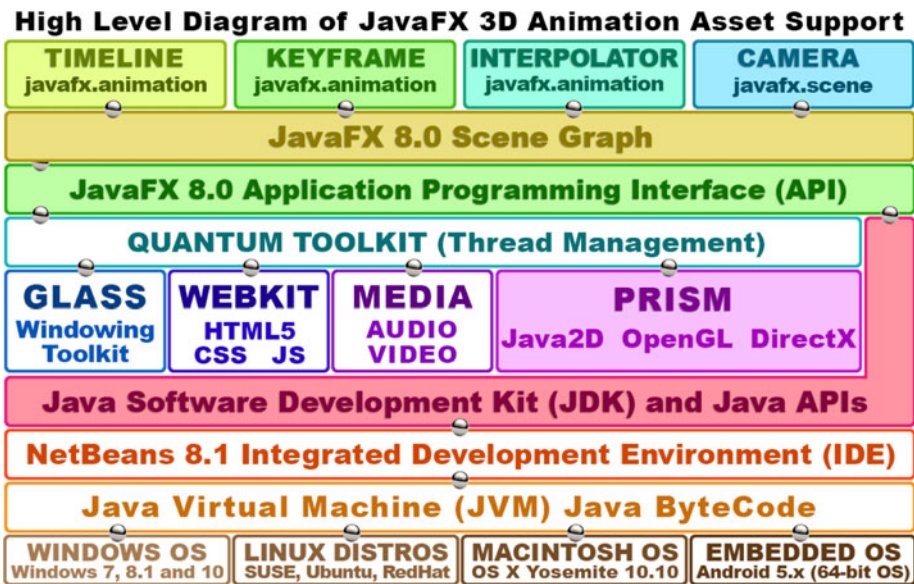 High Level Diagram of JavaFX 3D Animation Asset Support
TIMELINE
javafx.animation
KEYFRAME
javafx.animation
INTERPOLATOR
javafx.animation
CAMERA
javafx.scene
JavaFX 8.0 Scene Graph
JavaFX 8.0 Application Programming Interface (API)
QUANTUM TOOLKIT (Thread Management)
GLASS
Windowing
Toolkit
WEBKIT
HTML5
CSS JS
MEDIA
AUDIO
VIDEO
PRISM
Java2D OpenGL DirectX
Java Software Development Kit (JDK) and Java APIs
NetBeans 8.1 Integrated Development Environment (IDE)
Java Virtual Machine (JVM) Java ByteCode
WINDOWS OS
Windows 7, 8.1 and 10
LINUX DISTROS
SUSE, Ubuntu, RedHat
MACINTOSH OS
OS X Yosemite 10.10
EMBEDDED OS
Android 5.x (64-bit OS)